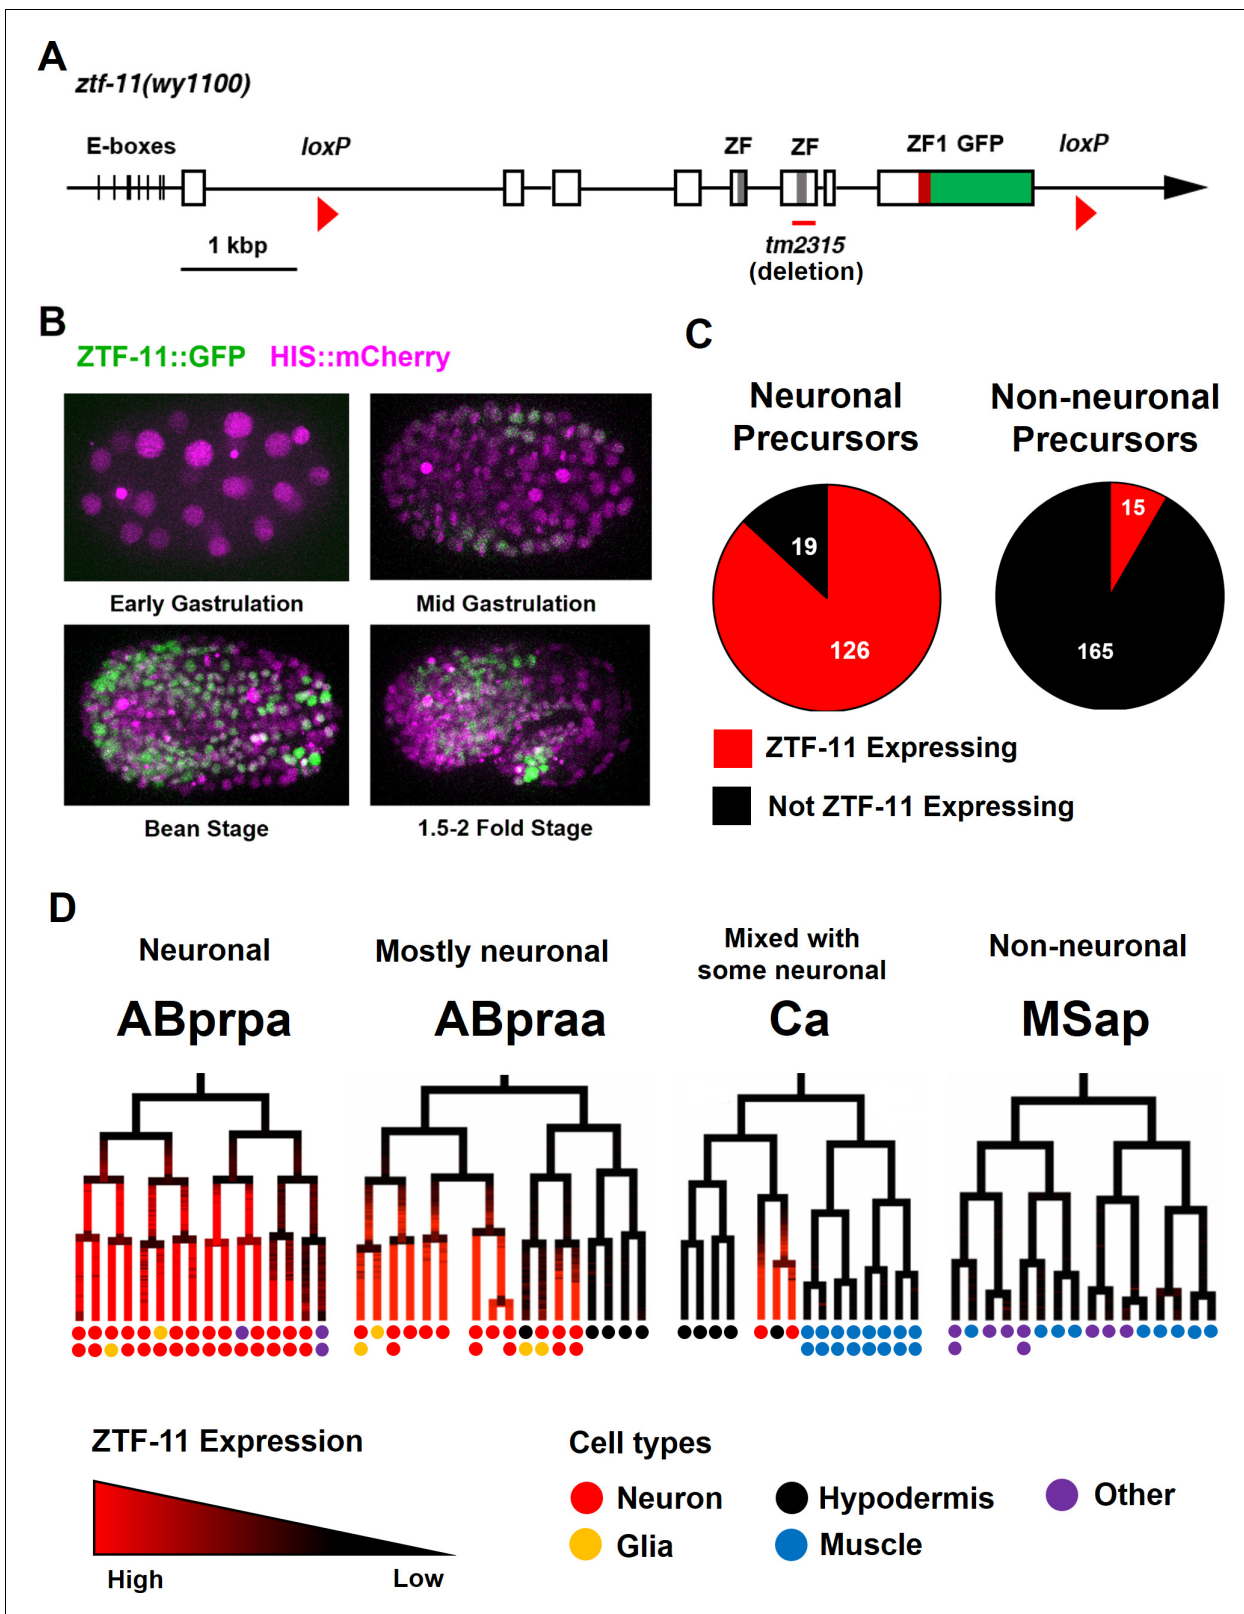 A
ztf-11(wy1100)
E-boxes
loxP
ZF
ZF
ZF1 GFP
loxP
1 kbp
tm2315
(deletion)
B
ZTF-11::GFP HIS::mCherry
Early Gastrulation
Mid Gastrulation
Bean Stage
1.5-2 Fold Stage
C
Neuronal
Precursors
Non-neuronal
Precursors
19
126
15
165
ZTF-11 Expressing
Not ZTF-11 Expressing
D
Neuronal
ABprpa
Mostly neuronal
ABpraa
Mixed with
some neuronal
Ca
Non-neuronal
MSap
ZTF-11 Expression
High
Low
Cell types
Neuron
Hypodermis
Other
Glia
Muscle